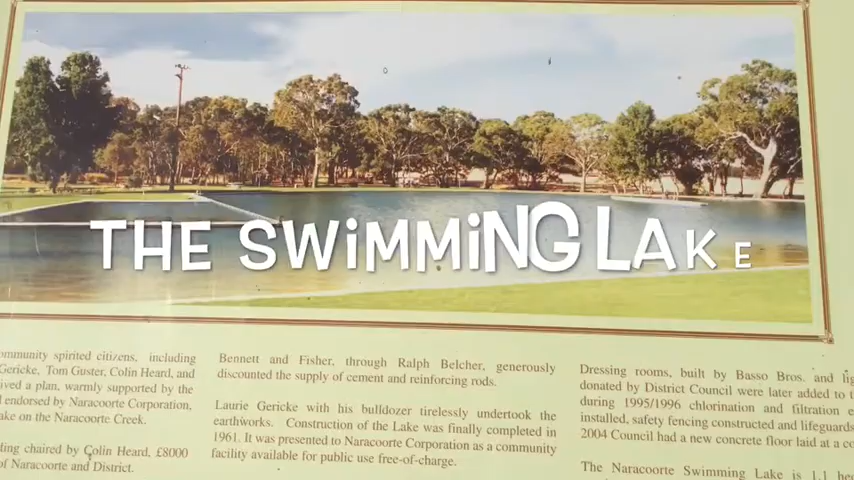 THE SWiMMiNG LAKE
ommunity spirited citizens, including
Gericke, Tom Guster, Colin Heard, and
ived a plan, warmly supported by the
l endorsed by Naracoorte Corporation,
ake on the Naracoorte Creek.
ding chaired by Colin Heard, £8000
of Naracoorte and District.
Bennett and Fisher, through Ralph Belcher, generously
discounted the supply of cement and reinforcing rods.
Laurie Gericke with his bulldozer tirelessly undertook the
earthworks. Construction of the Lake was finally completed in
1961. It was presented to Naracoorte Corporation as a community
facility available for public use free-of-charge.
Dressing rooms, built by Basso Bros. and lig
donated by District Council were later added to t
during 1995/1996 chlorination and filtration e
installed, safety fencing constructed and lifeguards
2004 Council had a new concrete floor laid at a co
The Naracoorte Swimming Lake is 1.1 hec